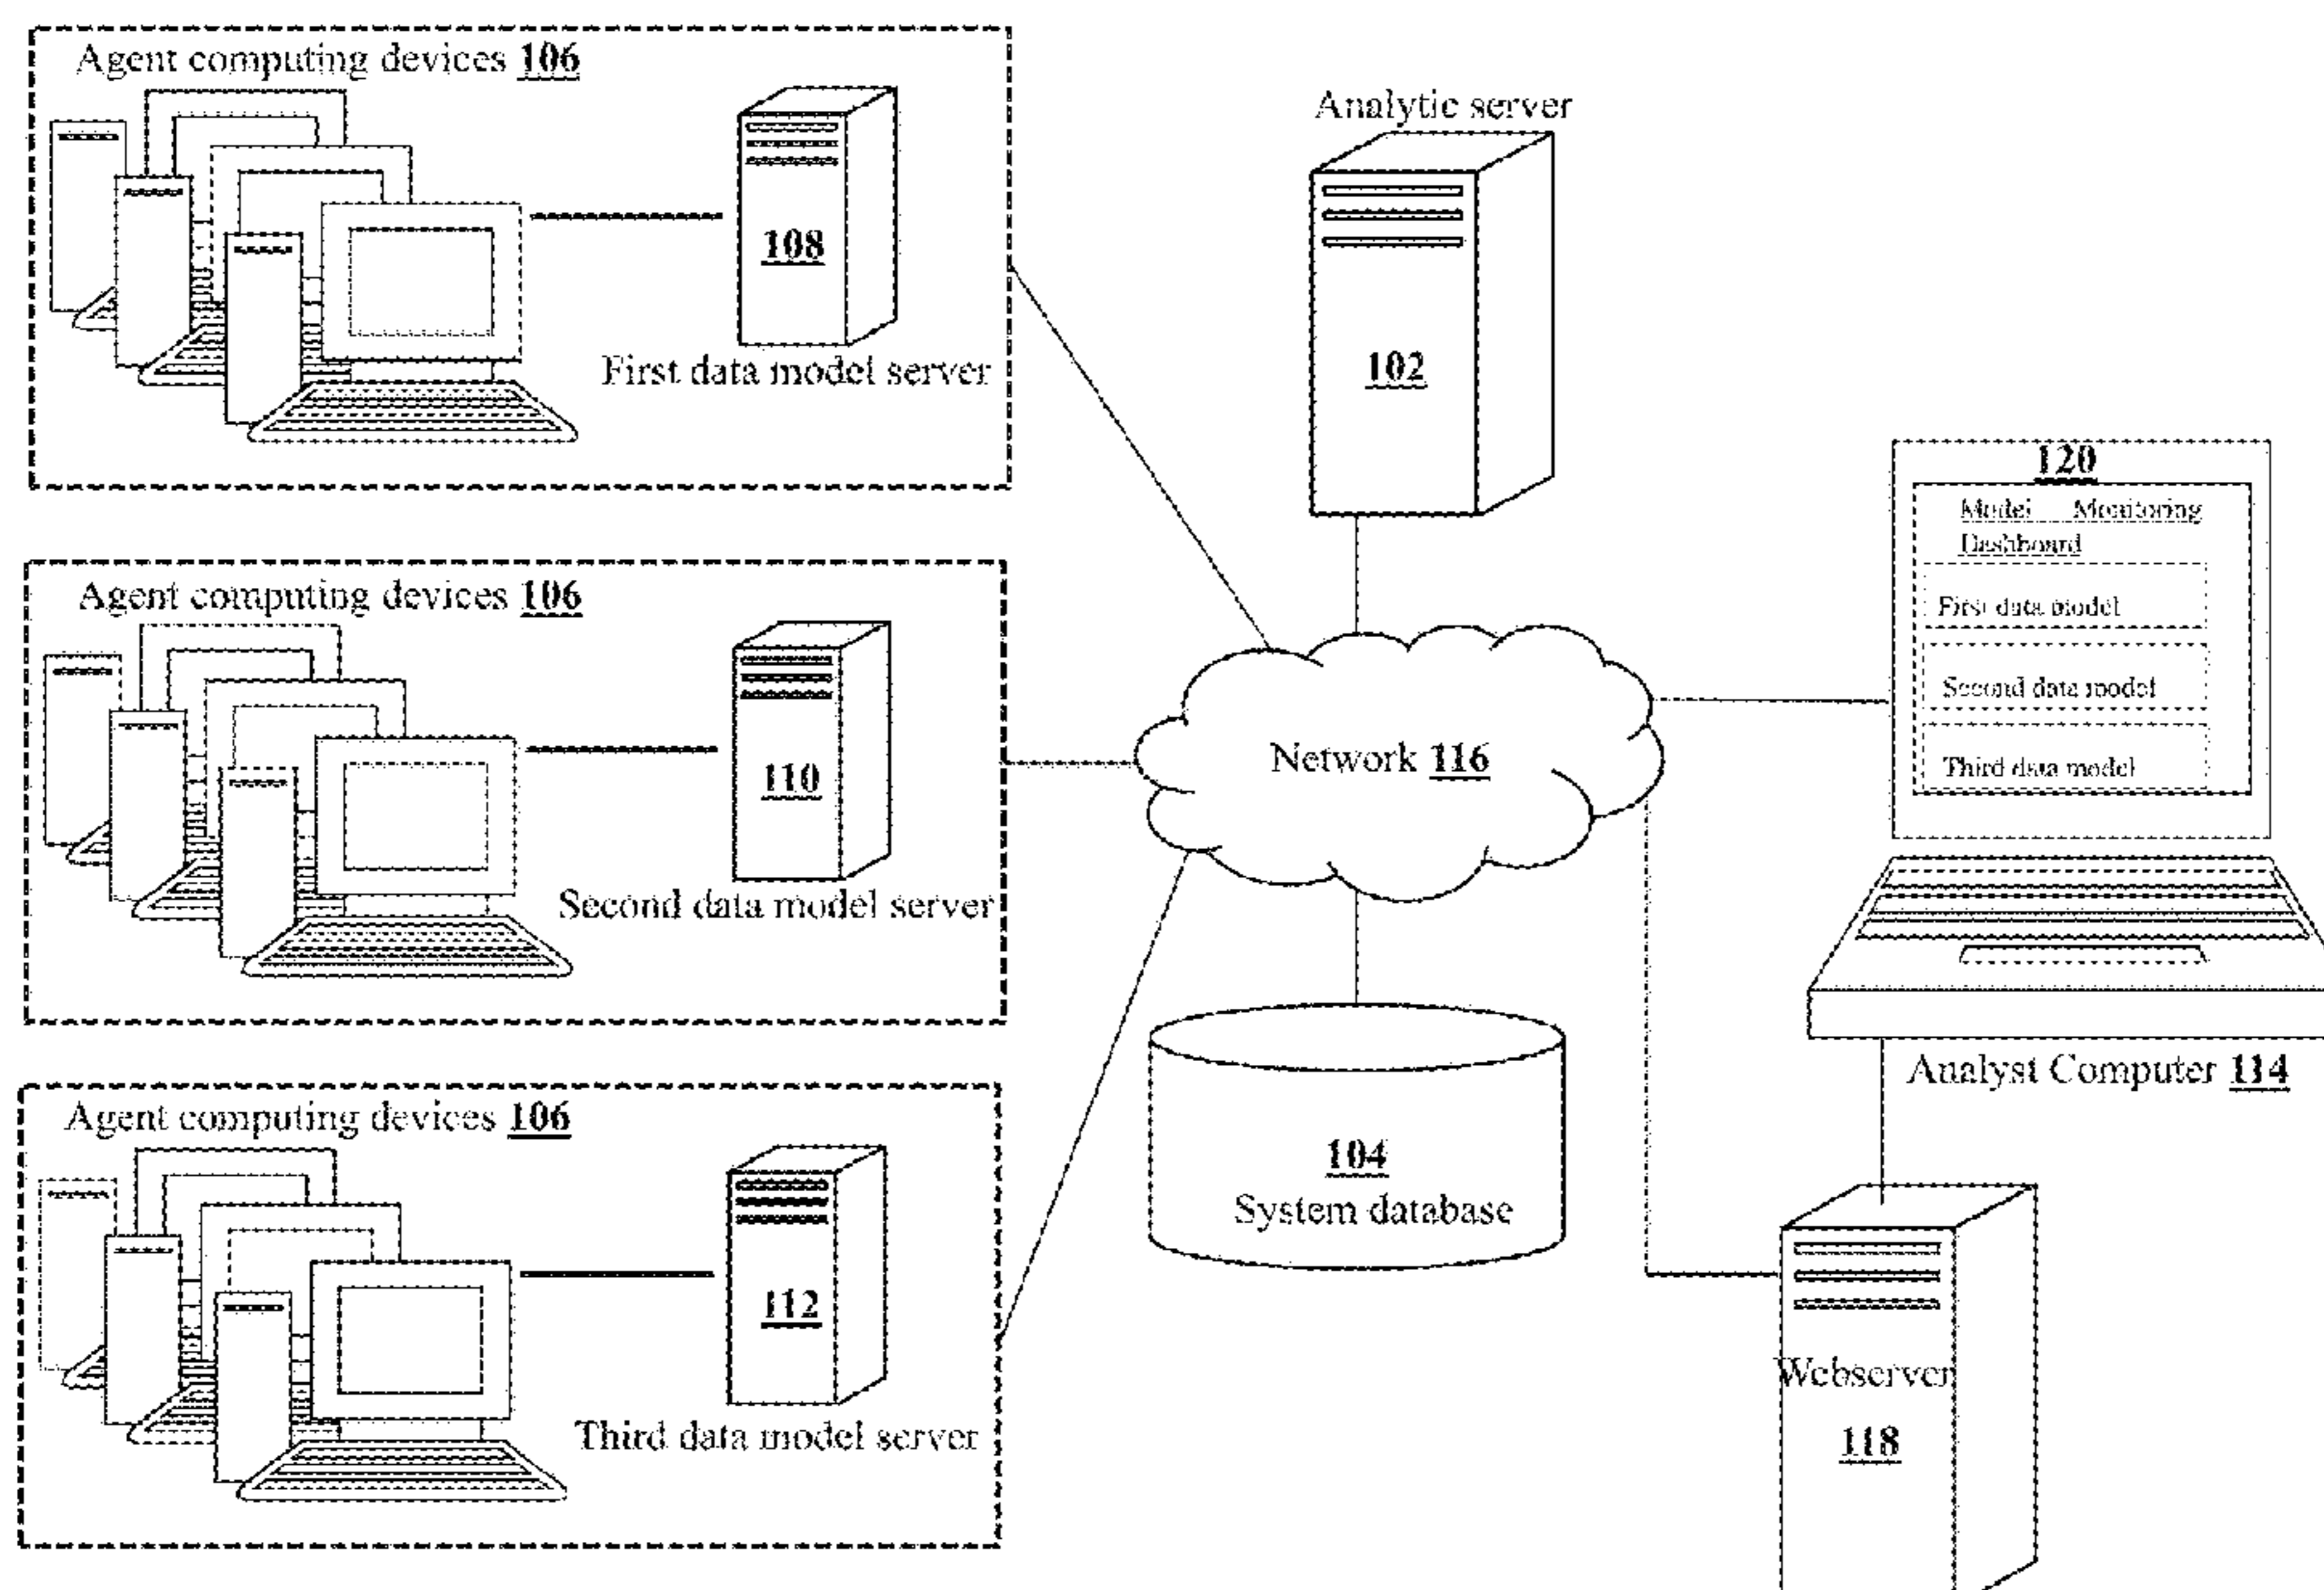 Agent computing devices 106
108
First data model server
Agent computing devices 106
110
Second data model server
Agent computing devices 106
112
Third data model server
Analytic server
102
Network 116
104
System database
120
Model Monitoring
Dashboard
First data model
Second data model
Third data model
Analyst Computer 114
Webserver
118